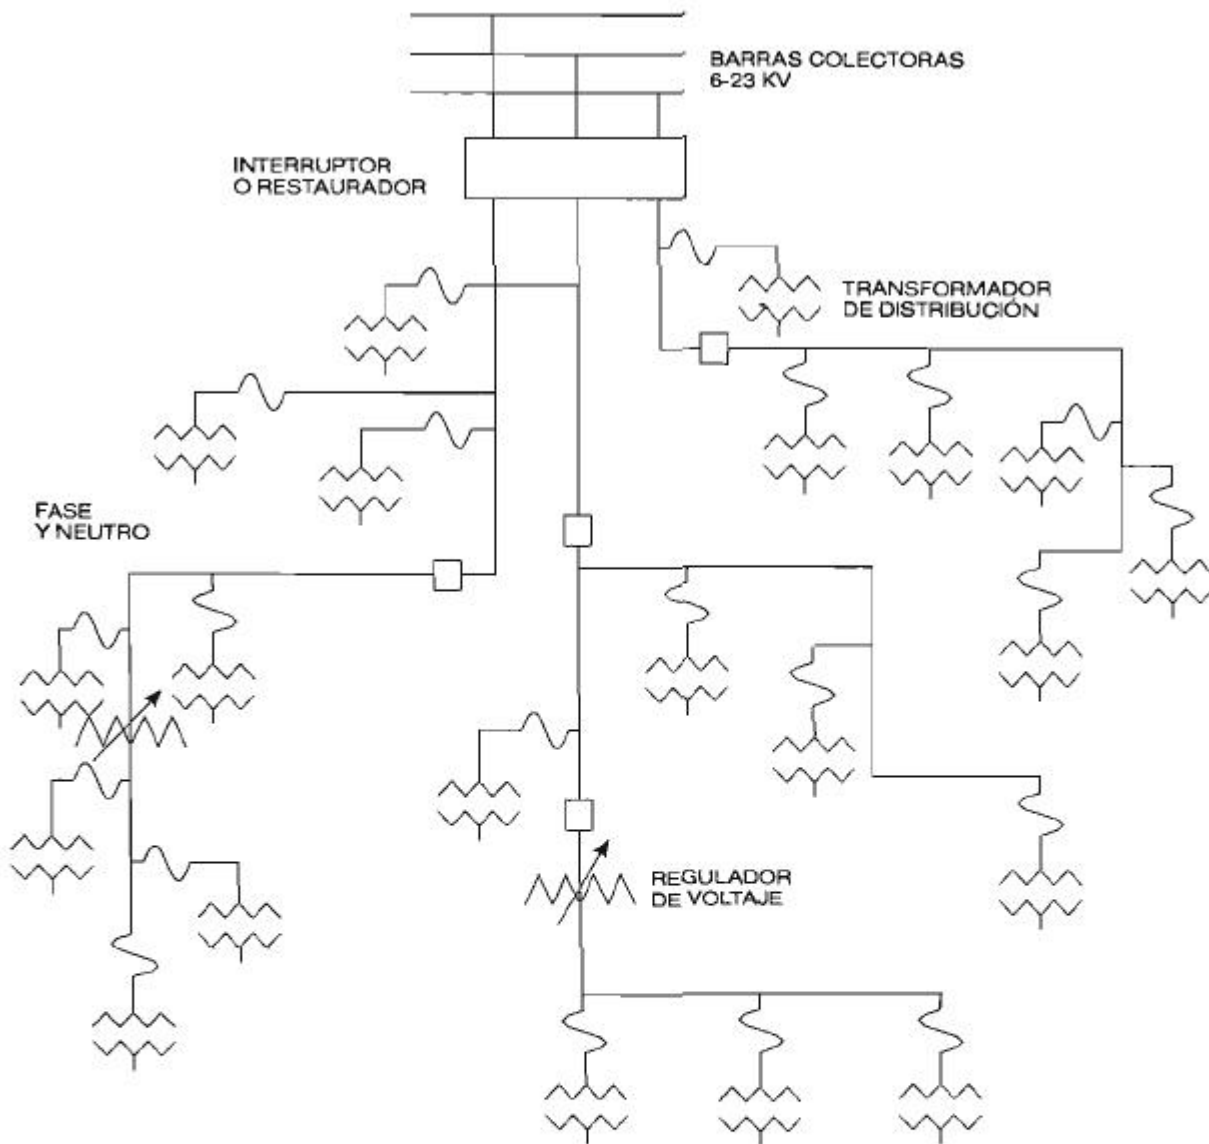 BARRAS COLECTORAS
6-23 KV
INTERRUPTOR
O RESTAURADOR
TRANSFORMADOR
DE DISTRIBUCIÓN
FASE
Y NEUTRO
REGULADOR
DE VOLTAJE